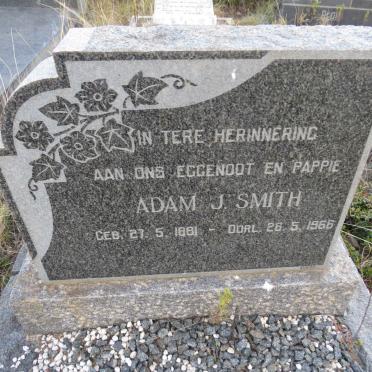 IN TERE HERINNERING
AAN ONS EGGENOOT EN PAPPIE
ADAM J. SMITH
GEB. 27. 5. 1881 - OORL. 26. 5. 1966